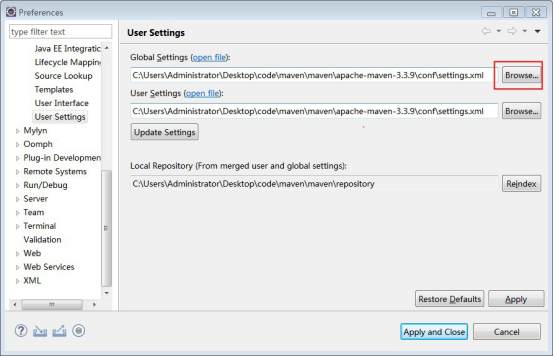 Preferences
type filter text
Java EE Integratic
Lifecycle Mapping
Source Lookup
Templates
User Interface
User Settings
Mylyn
Oomph
Plug-in Developmen
Remote Systems
Run/Debug
Server
Team
Terminal
Validation
Web
Web Services
XML
User Settings
Global Settings (open file):
C:\Users\Administrator\Desktop\code\maven\maven\apache-maven-3.3.9\conf\settings.xml
Browse...
User Settings (open file):
C:\Users\Administrator\Desktop\code\maven\maven\apache-maven-3.3.9\conf\settings.xml
Browse...
Update Settings
Local Repository (From merged user and global settings):
C:\Users\Administrator\Desktop\code\maven\maven\repository
Reindex
Restore Defaults
Apply
Apply and Close
Cancel